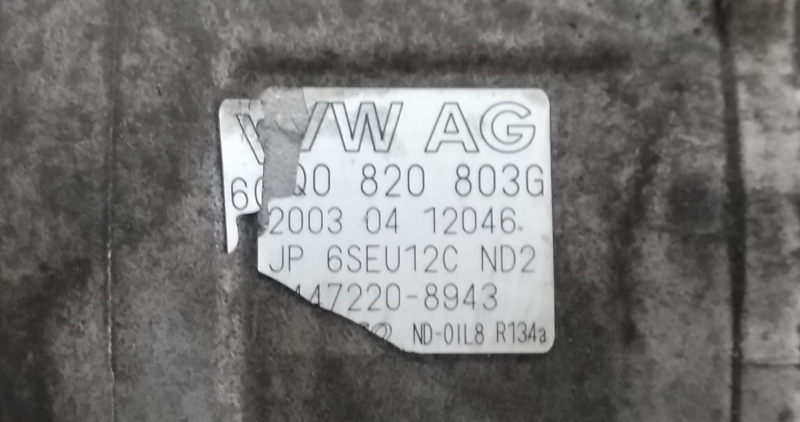 VW AG
6Q0 820 803G
2003 04 12046.
JP 6SEU12C ND2
447220-8943
ND-OIL8 R134a